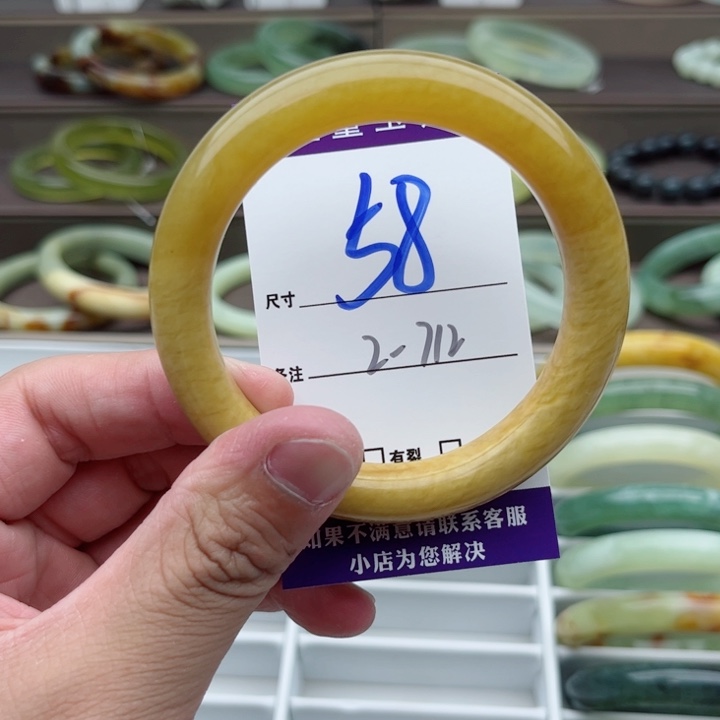 58
尺寸
备注 2-712
有裂
如果不满意请联系客服
小店为您解决